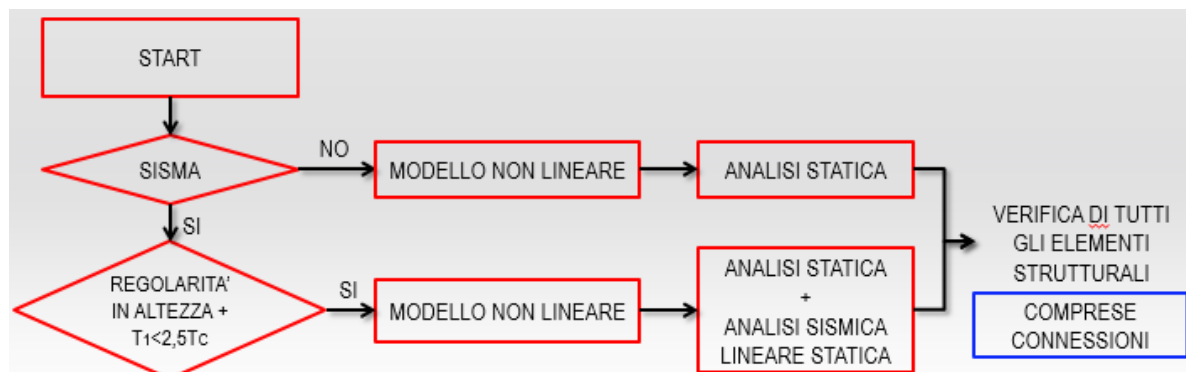 START
SISMA
NO
MODELLO NON LINEARE
ANALISI STATICA
SI
REGOLARITA'
IN ALTEZZA +
T1<2,5Tc
SI
MODELLO NON LINEARE
ANALISI STATICA
+
ANALISI SISMICA
LINEARE STATICA
VERIFICA DI TUTTI
GLI ELEMENTI
STRUTTURALI
COMPRESE
CONNESSIONI